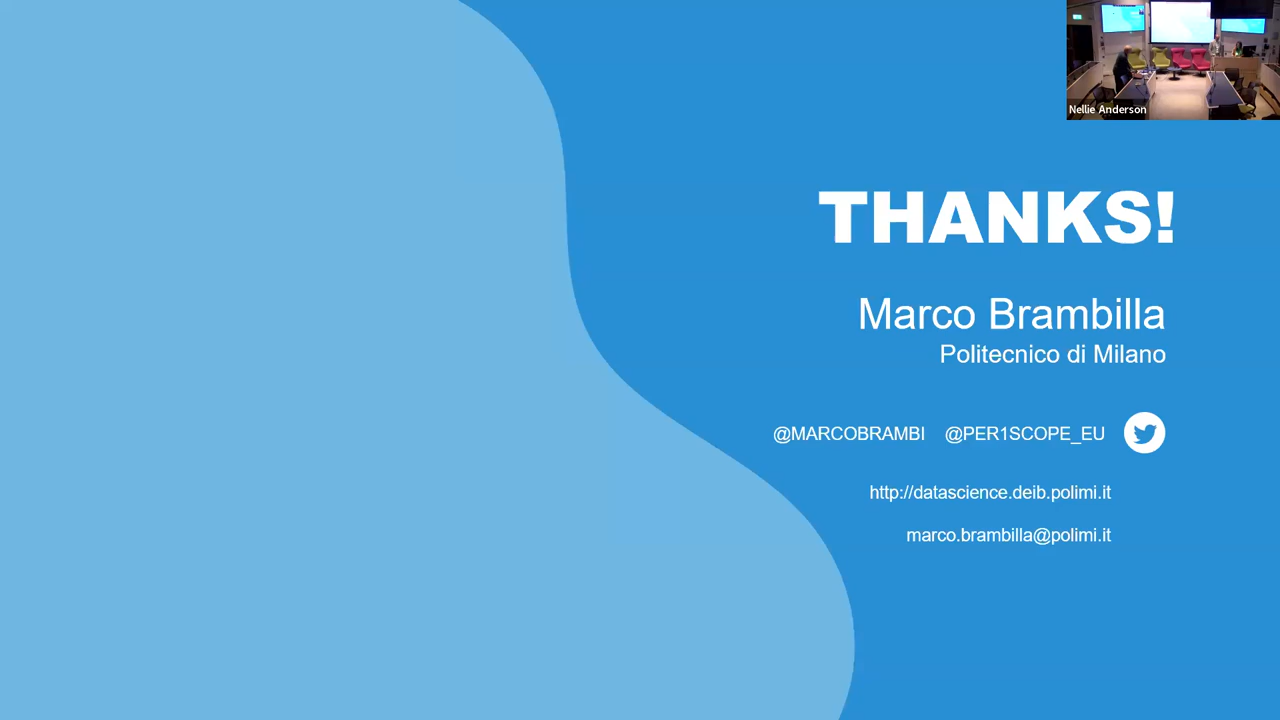 Nellie Anderson
THANKS!
Marco Brambilla
Politecnico di Milano
@MARCOBRAMBI @PER1SCOPE_EU
http://datascience.deib.polimi.it
marco.brambilla@polimi.it